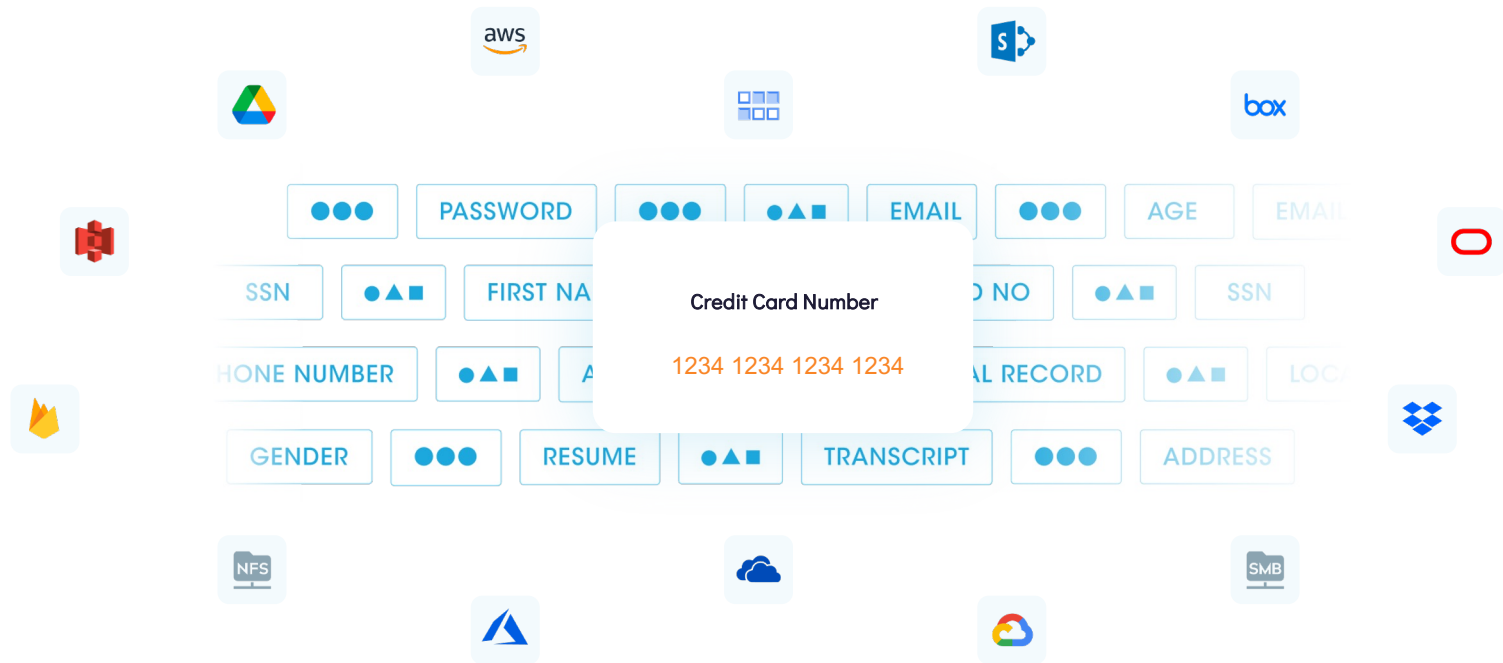 aws
S
box
PASSWORD EMAIL AGE EMAIL
SSN FIRST NA NO SSN
HONE NUMBER AL RECORD
Credit Card Number
1234 1234 1234 1234
GENDER RESUME TRANSCRIPT ADDRESS
NFS
SMB